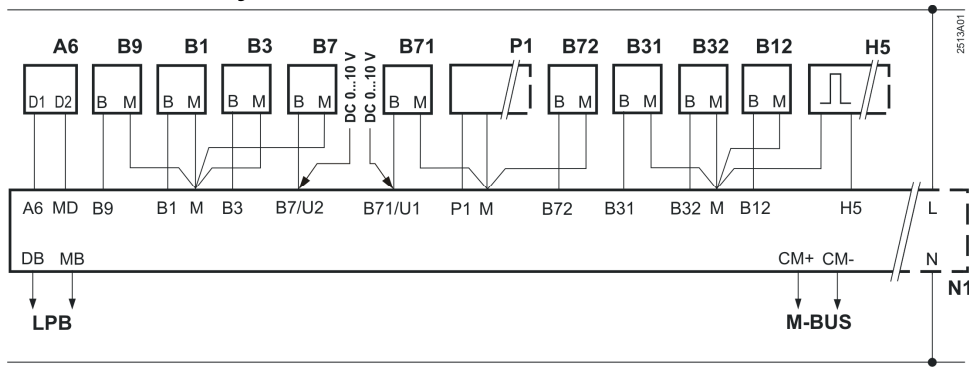 2513A01
A6 B9 B1 B3 B7 B71 P1 B72 B31 B32 B12 H5
DC 0...10 V
DC 0...10 V
D1 D2 B M B M B M B M B M B M B M B M B M
A6 MD B9 B1 M B3 B7/U2 B71/U1 P1 M B72 B31 B32 M B12 H5 L
DB MB CM+ CM- N
N1
LPB M-BUS